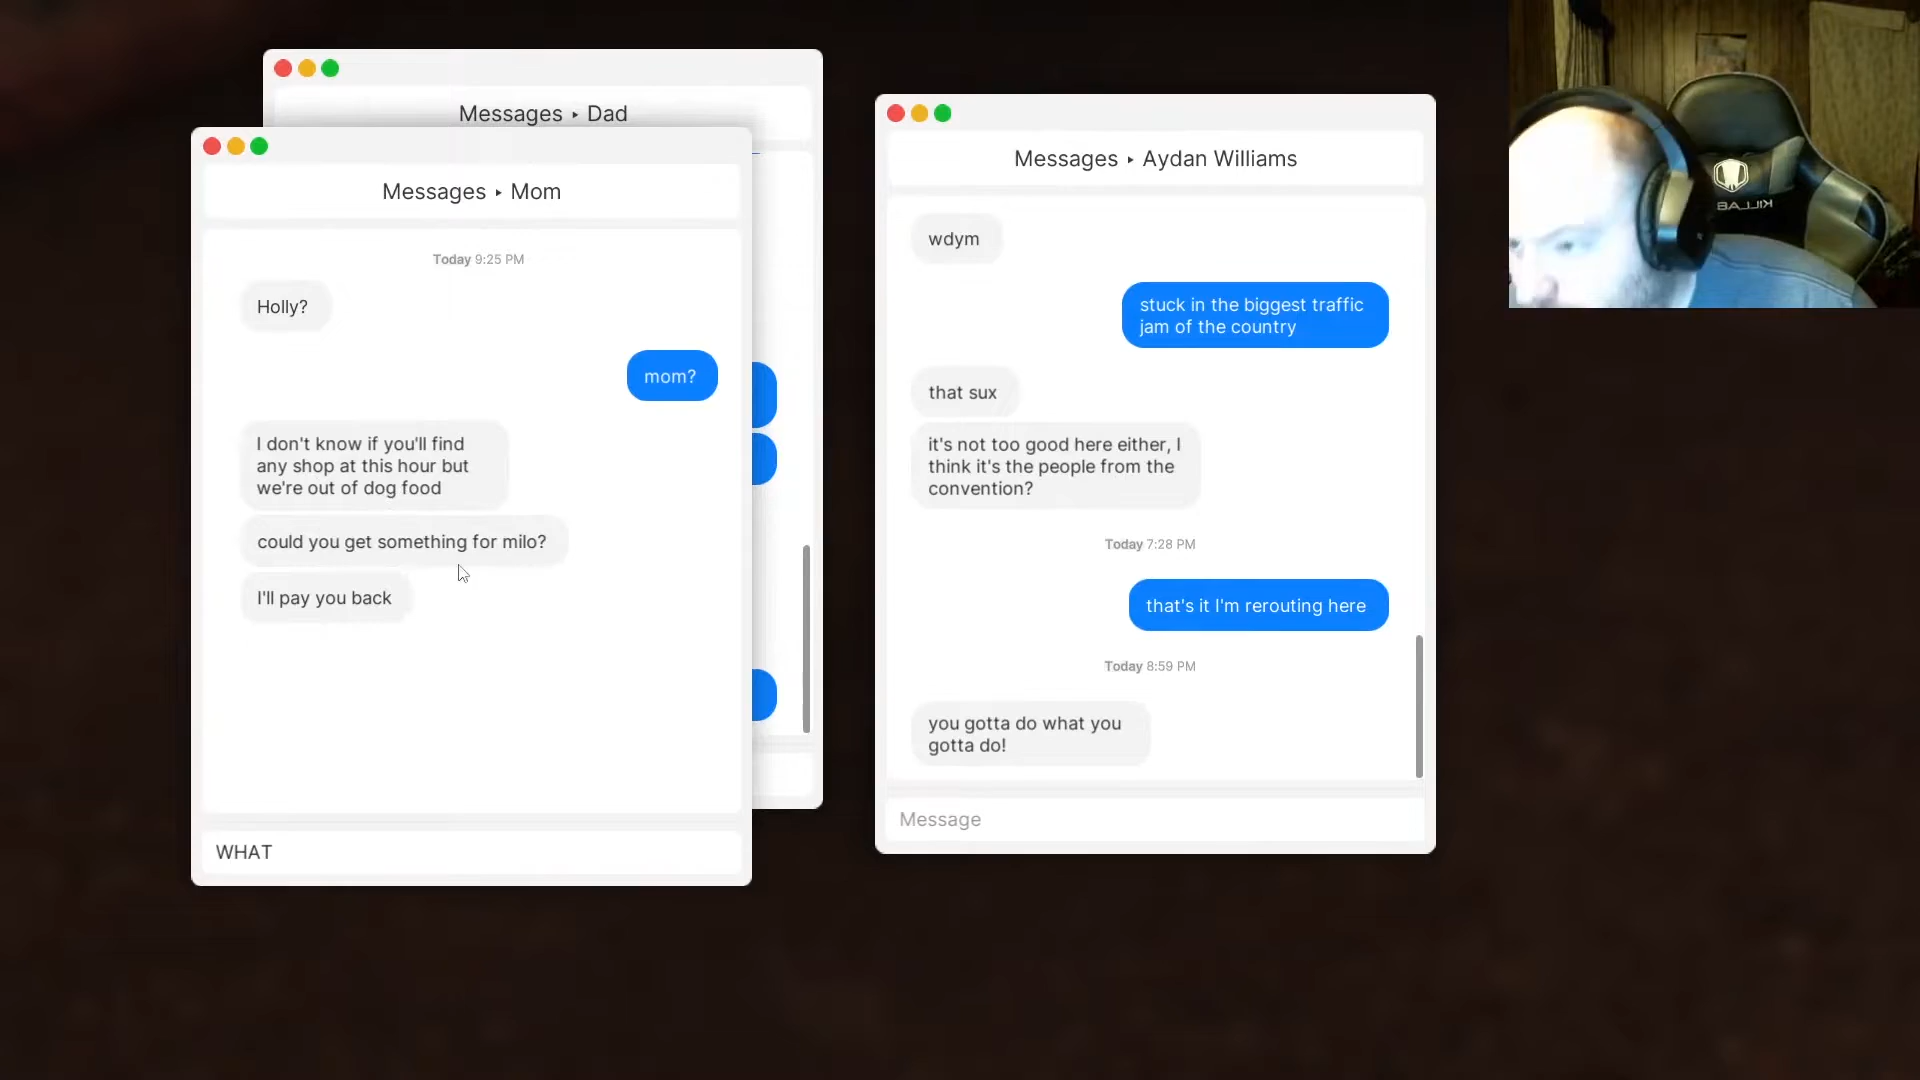 Messages ▸ Dad
Messages ▸ Mom
Today 9:25 PM
Holly?
mom?
I don't know if you'll find
any shop at this hour but
we're out of dog food
could you get something for milo?
I'll pay you back
WHAT
Messages ▸ Aydan Williams
wdym
stuck in the biggest traffic
jam of the country
that sux
it's not too good here either, I
think it's the people from the
convention?
Today 7:28 PM
that's it I'm rerouting here
Today 8:59 PM
you gotta do what you
gotta do!
Message
KILLAB